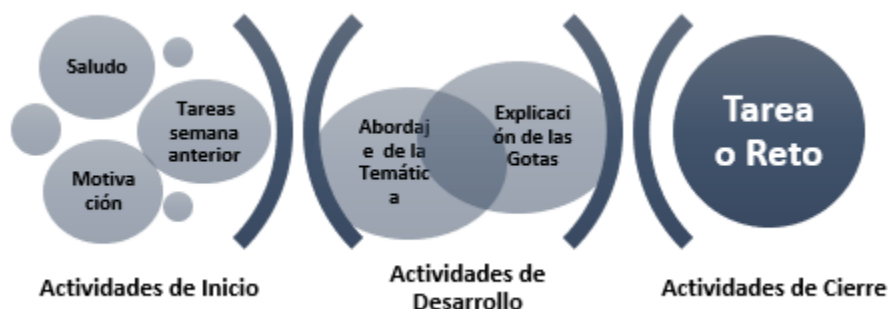 Saludo
Tareas
semana
anterior
Motiva
ción
Abordaj
e de la
Temátic
a
Explicaci
ón de las
Gotas
Tarea
o Reto
Actividades de Inicio
Actividades de
Desarrollo
Actividades de Cierre